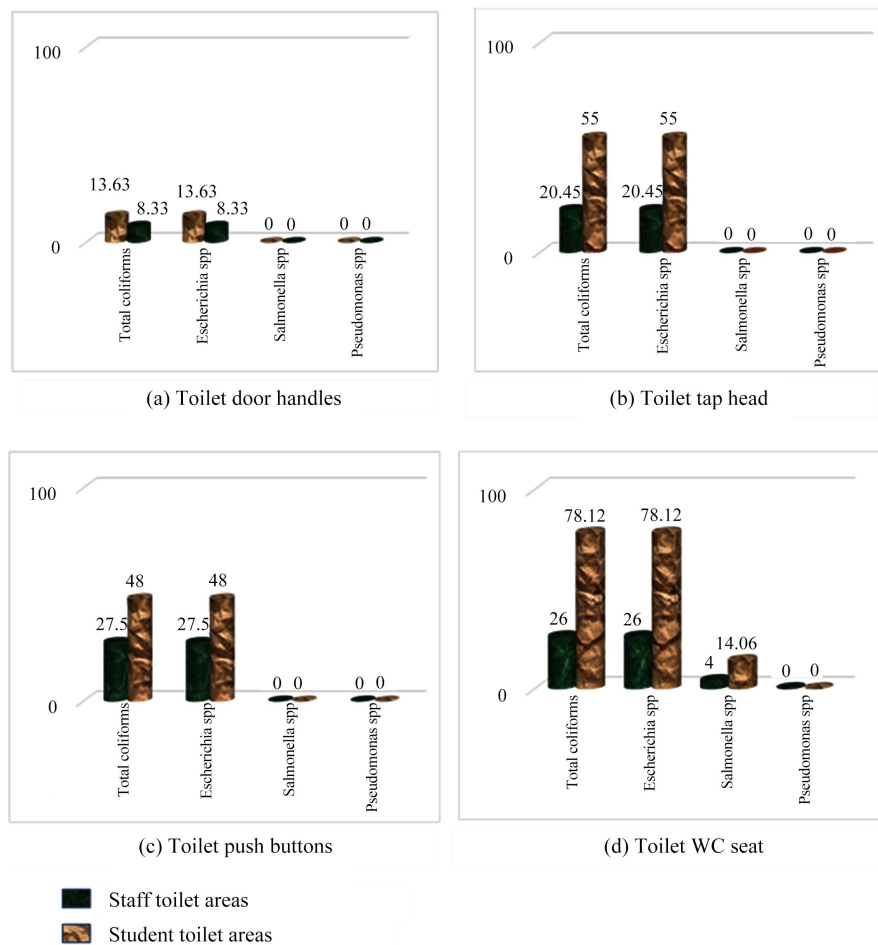 100
13.63
13.63
8.33
8.33
0 0
0 0
0
Total coliforms
Escherichia spp
Salmonella spp
Pseudomonas spp
(a) Toilet door handles
100
55
55
20.45
20.45
0 0
0 0
0
Total coliforms
Escherichia spp
Salmonella spp
Pseudomonas spp
(b) Toilet tap head
100
48
48
27.5
27.5
0 0
0 0
0
Total coliforms
Escherichia spp
Salmonella spp
Pseudomonas spp
(c) Toilet push buttons
100
78.12
78.12
26
26
14.06
4
0 0
0
Total coliforms
Escherichia spp
Salmonella spp
Pseudomonas spp
(d) Toilet WC seat
Staff toilet areas
Student toilet areas